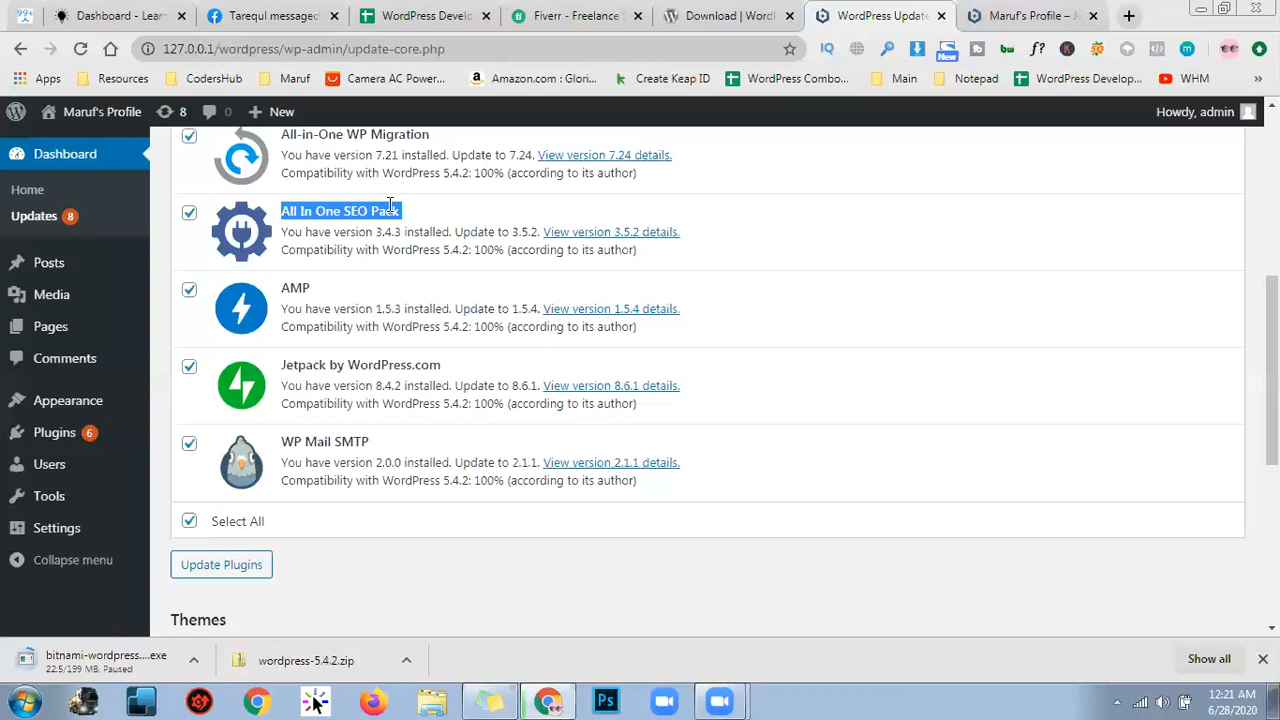 Dashboard - Lear
Tarequl messaged
WordPress Develo
Fiverr - Freelance S
Download | Wo
WordPress Update
Maruf's Profile – J
127.0.0.1/wordpress/wp-admin/update-core.php
New
Apps
Resources
CodersHub
Maruf
Camera AC Powe...
Amazon.com : Glori...
Create Keap ID
WordPress Combo...
Main
Notepad
WordPress Develop...
WHM
Maruf's Profile
8
0
New
Howdy, admin
Dashboard
Home
Updates 8
Posts
Media
Pages
Comments
Appearance
Plugins 6
Users
Tools
Settings
Collapse menu
All-in-One WP Migration
You have version 7.21 installed. Update to 7.24. View version 7.24 details.
Compatibility with WordPress 5.4.2: 100% (according to its author)
All In One SEO Pack
You have version 3.4.3 installed. Update to 3.5.2. View version 3.5.2 details.
Compatibility with WordPress 5.4.2: 100% (according to its author)
AMP
You have version 1.5.3 installed. Update to 1.5.4. View version 1.5.4 details.
Compatibility with WordPress 5.4.2: 100% (according to its author)
Jetpack by WordPress.com
You have version 8.4.2 installed. Update to 8.6.1. View version 8.6.1 details.
Compatibility with WordPress 5.4.2: 100% (according to its author)
WP Mail SMTP
You have version 2.0.0 installed. Update to 2.1.1. View version 2.1.1 details.
Compatibility with WordPress 5.4.2: 100% (according to its author)
Select All
Update Plugins
Themes
bitnami-wordpress....exe
22.5/199 MB, Paused
wordpress-5.4.2.zip
Show all
Ps
12:21 AM
6/28/2020